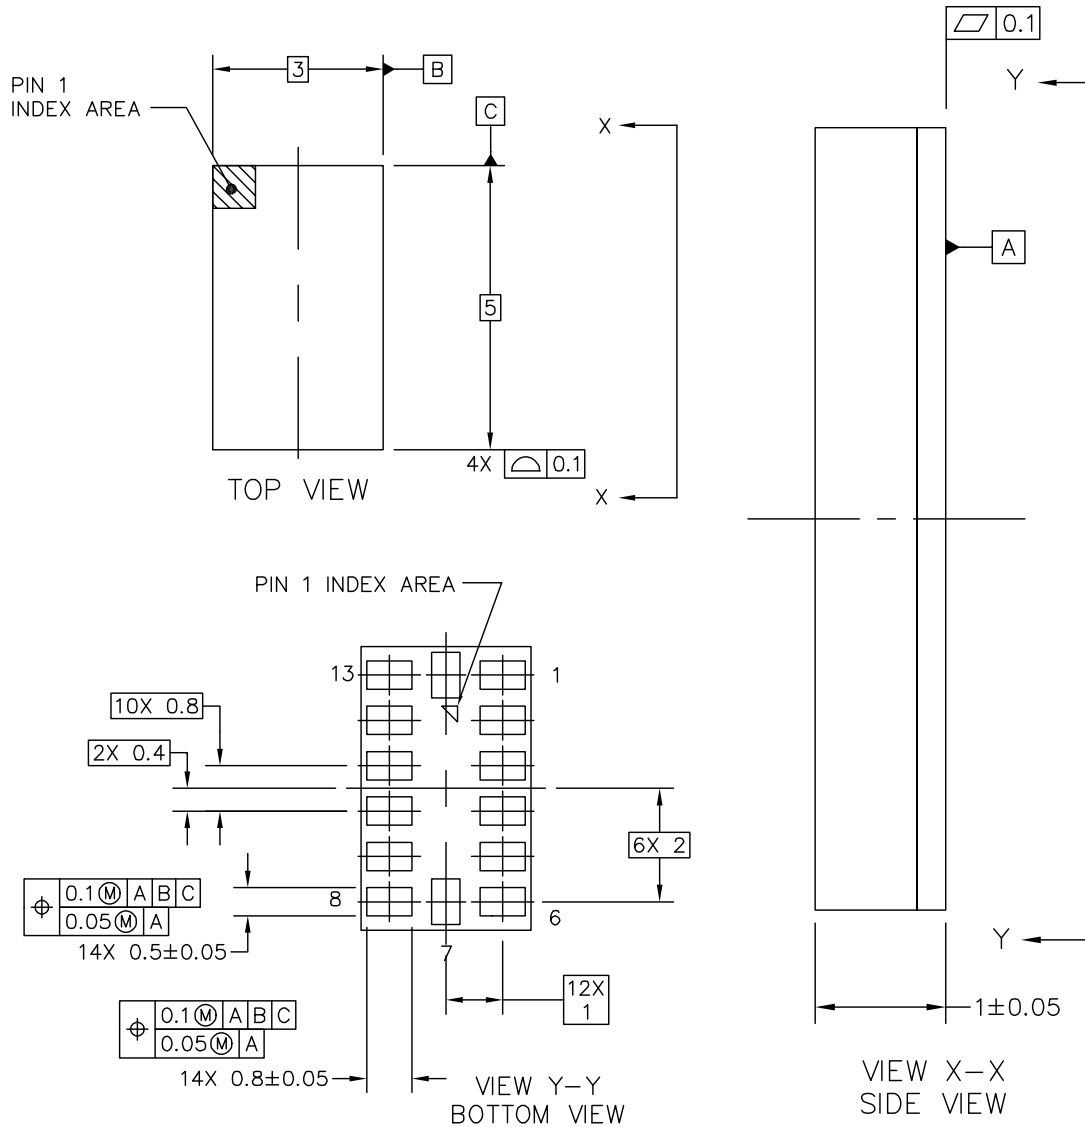 0.1
PIN 1
INDEX AREA
3
B
C
X
Y
A
5
4X 0.1
X
TOP VIEW
PIN 1 INDEX AREA
13
1
10X 0.8
2X 0.4
6X 2
8
6
7
0.1 Ⓜ A B C
0.05 Ⓜ A
14X 0.5±0.05
Y
12X
1
1±0.05
0.1 Ⓜ A B C
0.05 Ⓜ A
14X 0.8±0.05
VIEW Y-Y
BOTTOM VIEW
VIEW X-X
SIDE VIEW